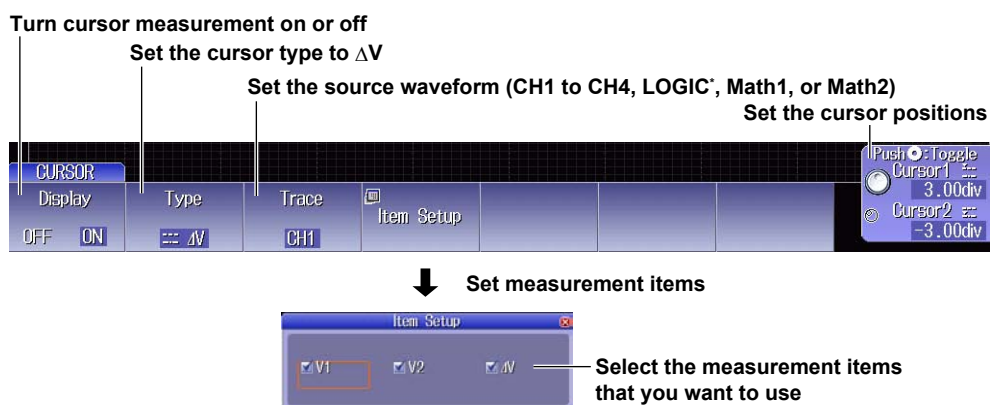 Turn cursor measurement on or off
Set the cursor type to ΔV
Set the source waveform (CH1 to CH4, LOGIC*, Math1, or Math2)
Set the cursor positions
CURSOR
Display
OFF ON
Type
ΔV
Trace
CH1
Item Setup
Push :Toggle
Cursor1
3.00div
Cursor2
-3.00div
Set measurement items
Item Setup
V1 V2 ΔV
Select the measurement items
that you want to use